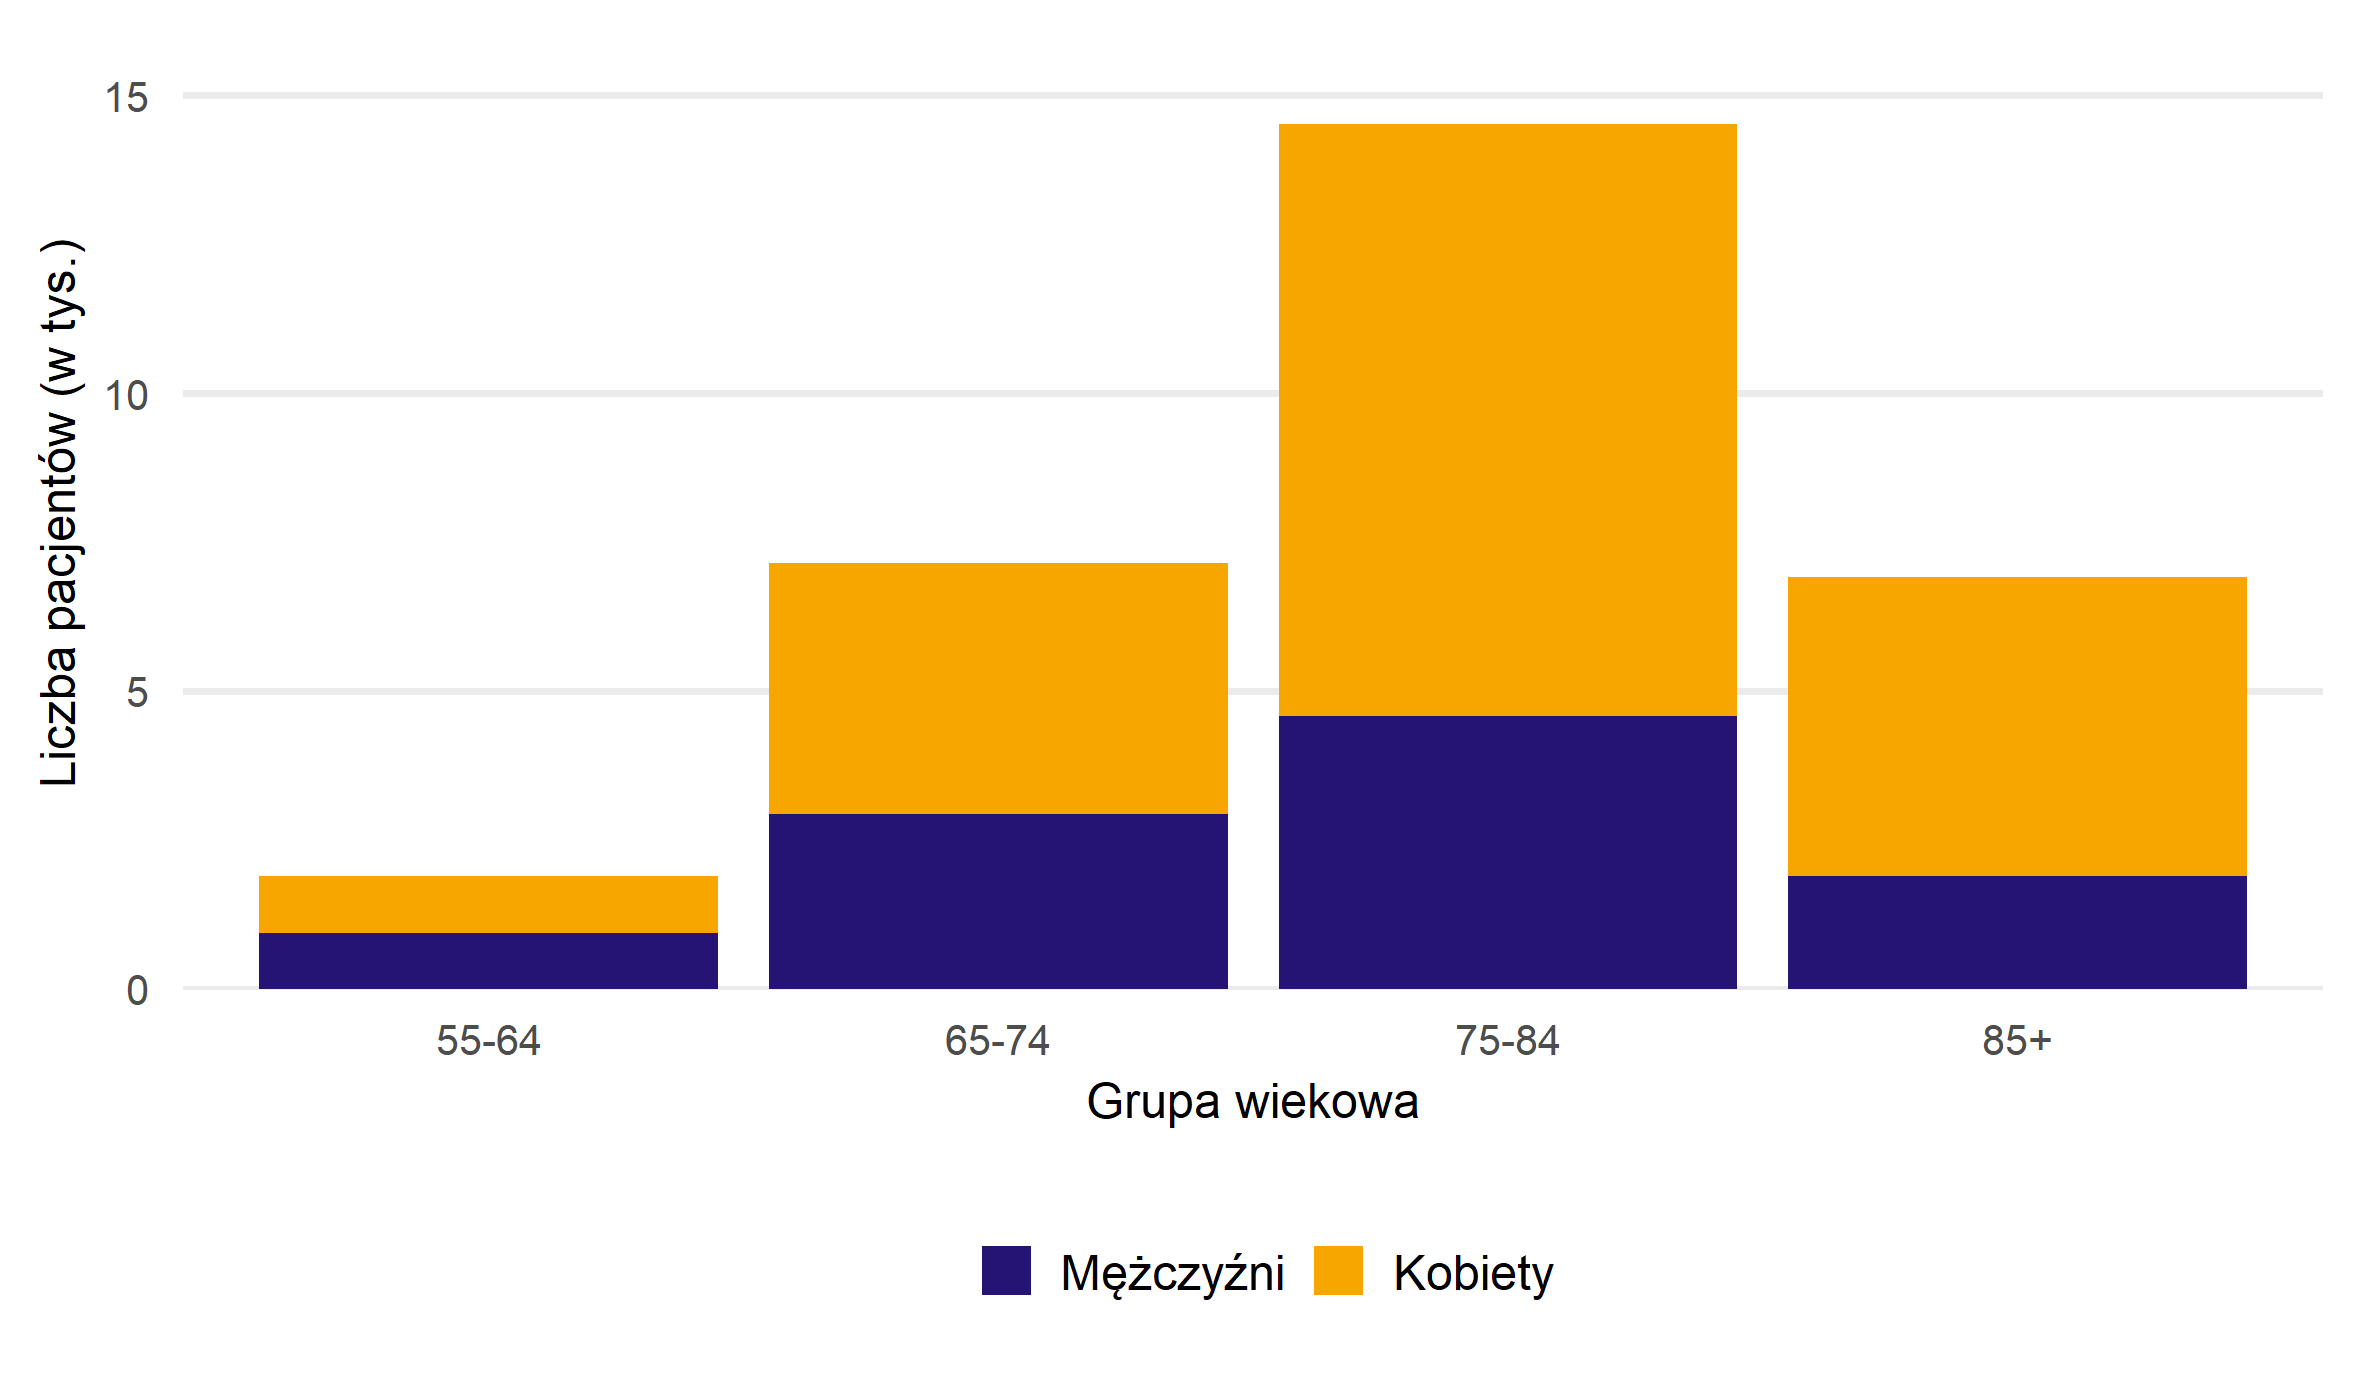 Liczba pacjentów (w tys.)
15
10
5
0
55-64 65-74 75-84 85+
Grupa wiekowa
Mężczyźni Kobiety